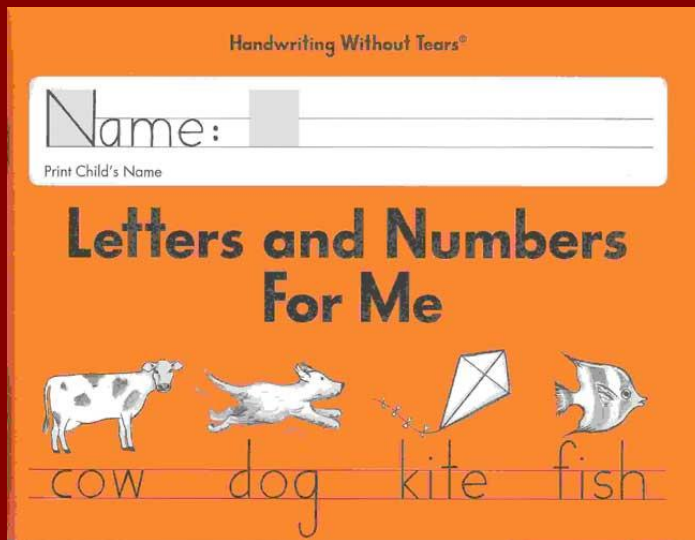 Handwriting Without Tears®
Name:
Print Child's Name
Letters and Numbers
For Me
cow dog kite fish